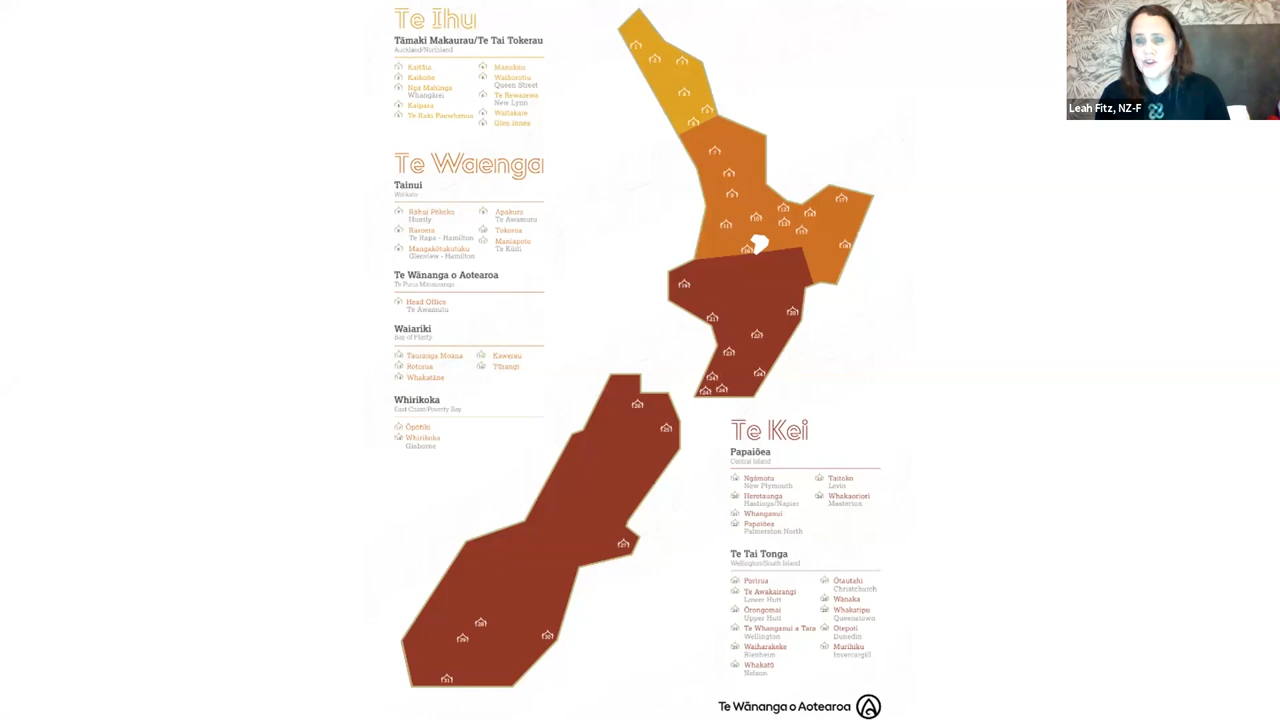 Te Ihu
Tāmaki Makaurau/Te Tai Tokerau
Auckland/Northland
Kaitāia
Kaikohe
Ngā Mahinga
Whangārei
Kaipara
Te Raki Paewhenua
Manukau
Waihorotiu
Queen Street
Te Rewarewa
New Lynn
Waitakare
Glen Innes
Te Waenga
Tainui
Waikato
Rāhui Pōkeka
Huntly
Raroera
Te Rapa - Hamilton
Mangakōtukutuku
Glenview - Hamilton
Apakura
Te Awamutu
Tokoroa
Maniapoto
Te Kūiti
Te Wānanga o Aotearoa
Te Puna Mātauranga
Head Office
Te Awamutu
Waiariki
Bay of Plenty
Tauranga Moana
Rotorua
Whakatāne
Kawerau
Tūrangi
Whirikoka
East Coast/Poverty Bay
Ōpōtiki
Whirikoka
Gisborne
Te Kei
Papaiōea
Central Island
Ngāmotu
New Plymouth
Heretaunga
Hastings/Napier
Whanganui
Papaiōea
Palmerston North
Taitoko
Levin
Whakaoriori
Masterton
Te Tai Tonga
Wellington/South Island
Porirua
Te Awakairangi
Lower Hutt
Ōrongomai
Upper Hutt
Te Whanganui a Tara
Wellington
Waiharakeke
Blenheim
Whakatū
Nelson
Ōtautahi
Christchurch
Wānaka
Whakatipu
Queenstown
Otepoti
Dunedin
Murihiku
Invercargill
Te Wānanga o Aotearoa
Leah Fitz, NZ-F